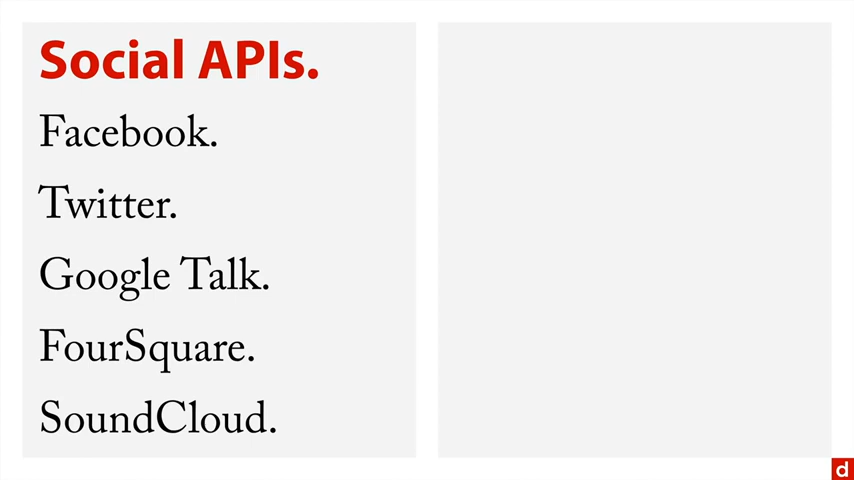 Social APIs.
Facebook.
Twitter.
Google Talk.
FourSquare.
SoundCloud.
d